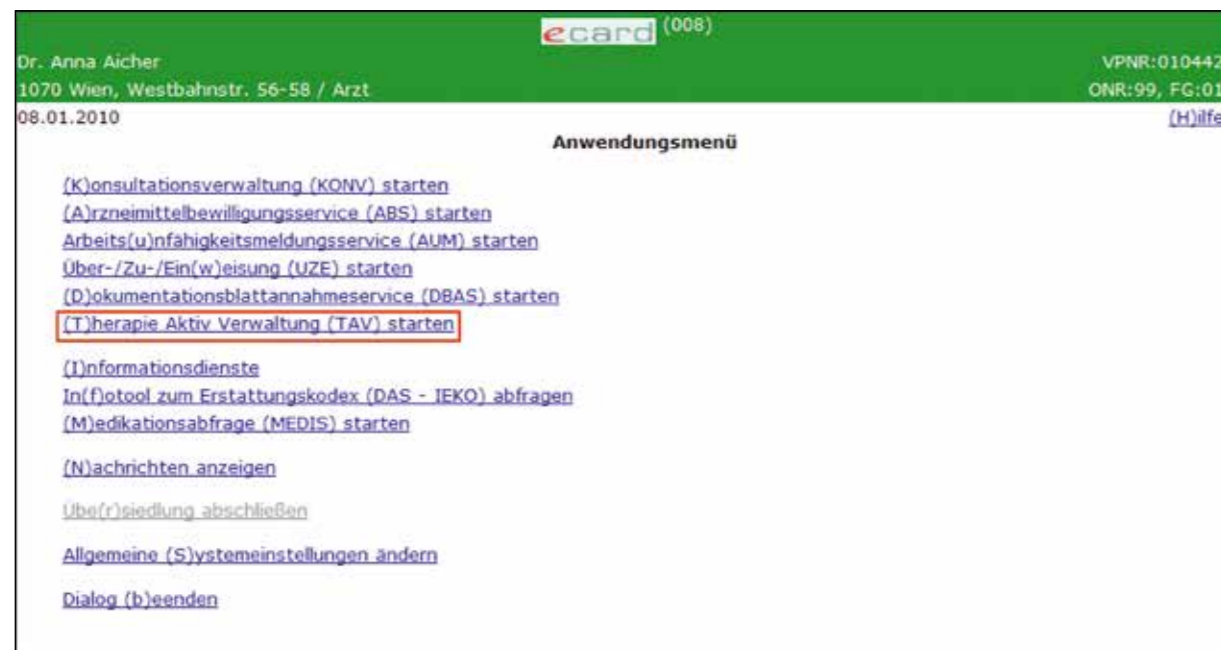 ecard (008)
Dr. Anna Aicher VPNR:010442
1070 Wien, Westbahnstr. 56-58 / Arzt ONR:99, FG:01
08.01.2010 (H)ilfe
Anwendungsmenü
(K)onsultationsverwaltung (KONV) starten
(A)rzneimittelbewilligungsservice (ABS) starten
Arbeits(u)nfähigkeitsmeldungsservice (AUM) starten
Über-/Zu-/Ein(w)eisung (UZE) starten
(D)okumentationsblattannahmeservice (DBAS) starten
(T)herapie Aktiv Verwaltung (TAV) starten
(I)nformationsdienste
In(f)otool zum Erstattungskodex (DAS - IEKO) abfragen
(M)edikationsabfrage (MEDIS) starten
(N)achrichten anzeigen
Übe(r)siedlung abschließen
Allgemeine (S)ystemeinstellungen ändern
Dialog (b)eenden